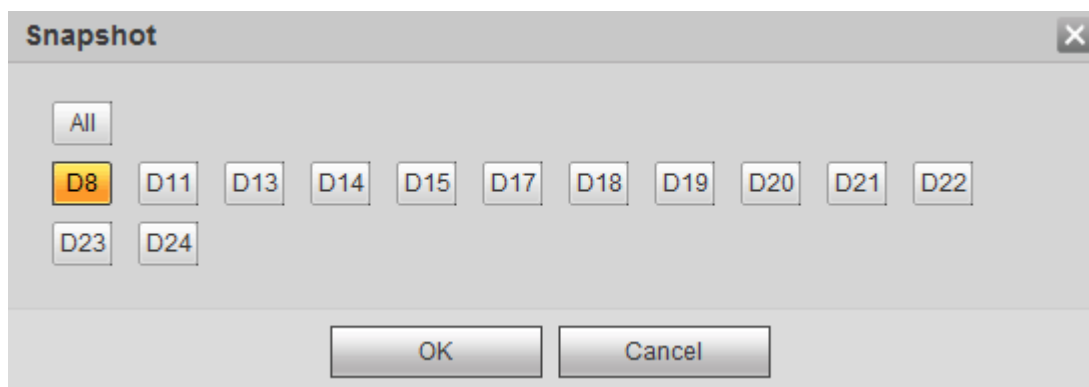 Snapshot
All
D8 D11 D13 D14 D15 D17 D18 D19 D20 D21 D22
D23 D24
OK Cancel